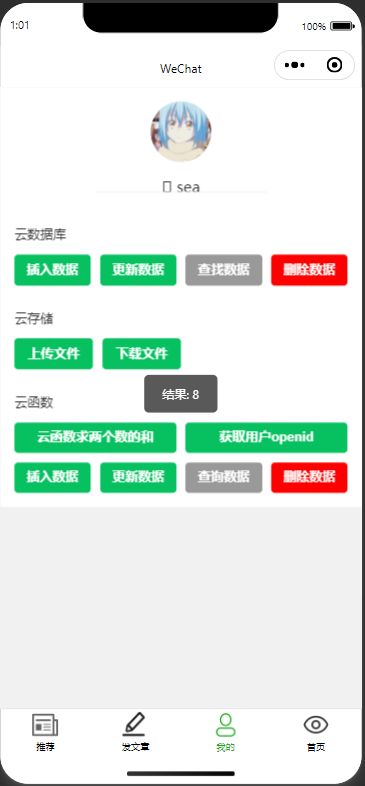 1:01
100%
WeChat
sea
云数据库
插入数据 更新数据 查找数据 删除数据
云存储
上传文件 下载文件
结果: 8
云函数
云函数求两个数的和 获取用户openid
插入数据 更新数据 查询数据 删除数据
推荐 发文章 我的 首页